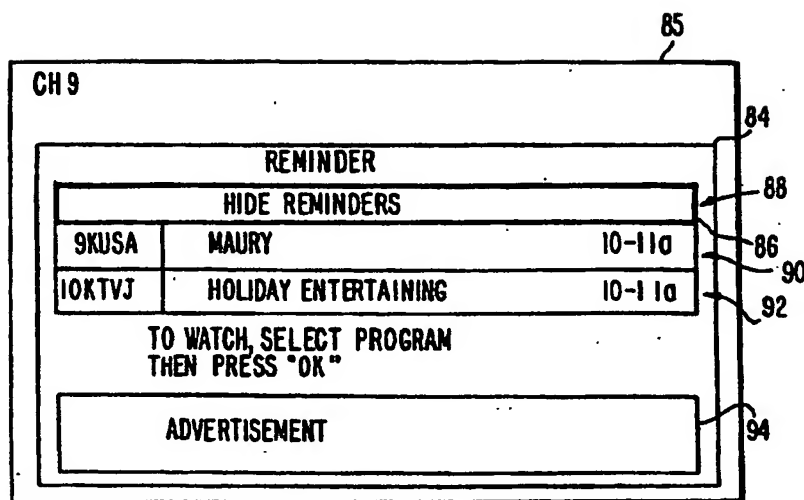 85
CH 9
84
REMINDER
HIDE REMINDERS 88
86
9KUSA MAURY 10-11a
90
10KTVJ HOLIDAY ENTERTAINING 10-11a 92
TO WATCH, SELECT PROGRAM
THEN PRESS "OK"
ADVERTISEMENT 94